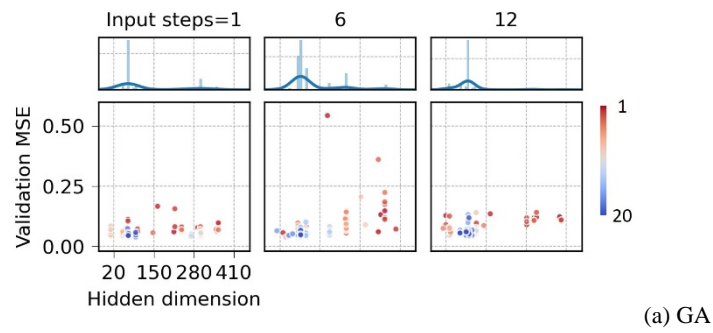 Input steps=1 6 12
0.50
0.25
0.00
Validation MSE
20 150 280 410
Hidden dimension
1
20
(a) GA